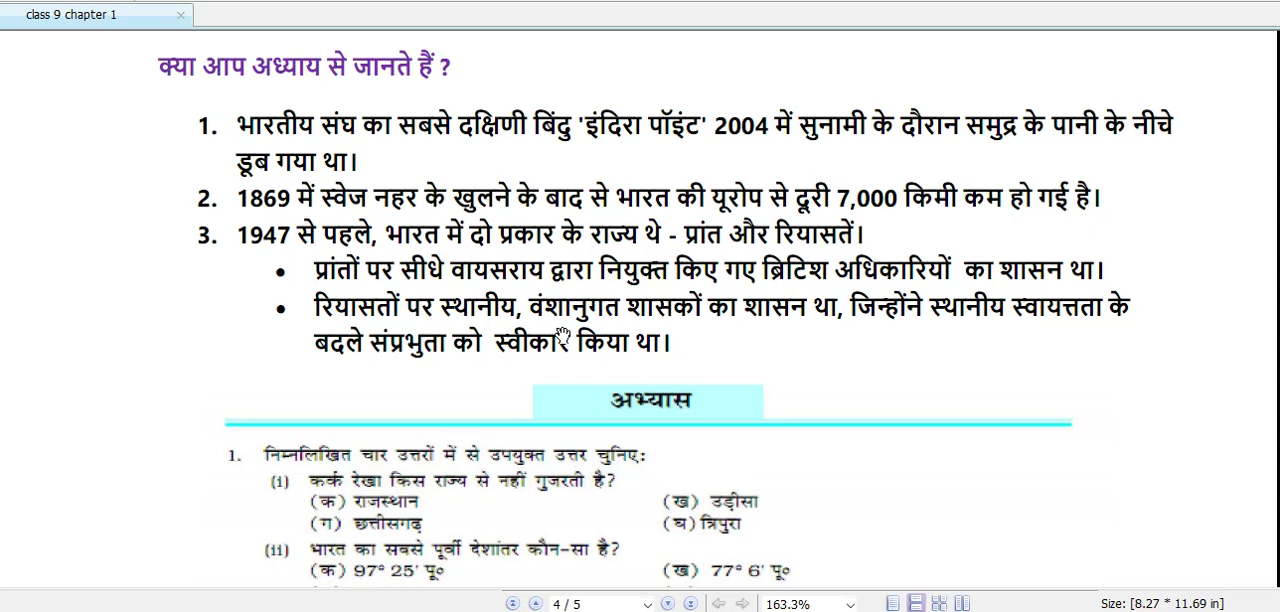 class 9 chapter 1
क्या आप अध्याय से जानते हैं ?
1. भारतीय संघ का सबसे दक्षिणी बिंदु 'इंदिरा पॉइंट' 2004 में सुनामी के दौरान समुद्र के पानी के नीचे
डूब गया था।
2. 1869 में स्वेज नहर के खुलने के बाद से भारत की यूरोप से दूरी 7,000 किमी कम हो गई है।
3. 1947 से पहले, भारत में दो प्रकार के राज्य थे - प्रांत और रियासतें।
• प्रांतों पर सीधे वायसराय द्वारा नियुक्त किए गए ब्रिटिश अधिकारियों का शासन था।
• रियासतों पर स्थानीय, वंशानुगत शासकों का शासन था, जिन्होंने स्थानीय स्वायत्तता के
बदले संप्रभुता को स्वीकार किया था।
अभ्यास
1. निम्नलिखित चार उत्तरों में से उपयुक्त उत्तर चुनिए:
(i) कर्क रेखा किस राज्य से नहीं गुजरती है?
(क) राजस्थान (ख) उड़ीसा
(ग) छत्तीसगढ़ (घ) त्रिपुरा
(ii) भारत का सबसे पूर्वी देशांतर कौन-सा है?
(क) 97° 25' पू० (ख) 77° 6' पू०
4 / 5 163.3% Size: [8.27 * 11.69 in]